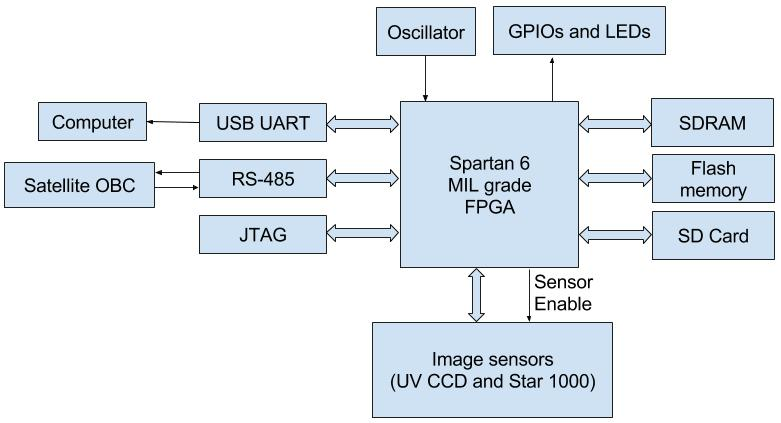 Oscillator
GPIOs and LEDs
Computer
USB UART
SDRAM
Satellite OBC
RS-485
Spartan 6
MIL grade
FPGA
Flash
memory
JTAG
SD Card
Sensor
Enable
Image sensors
(UV CCD and Star 1000)